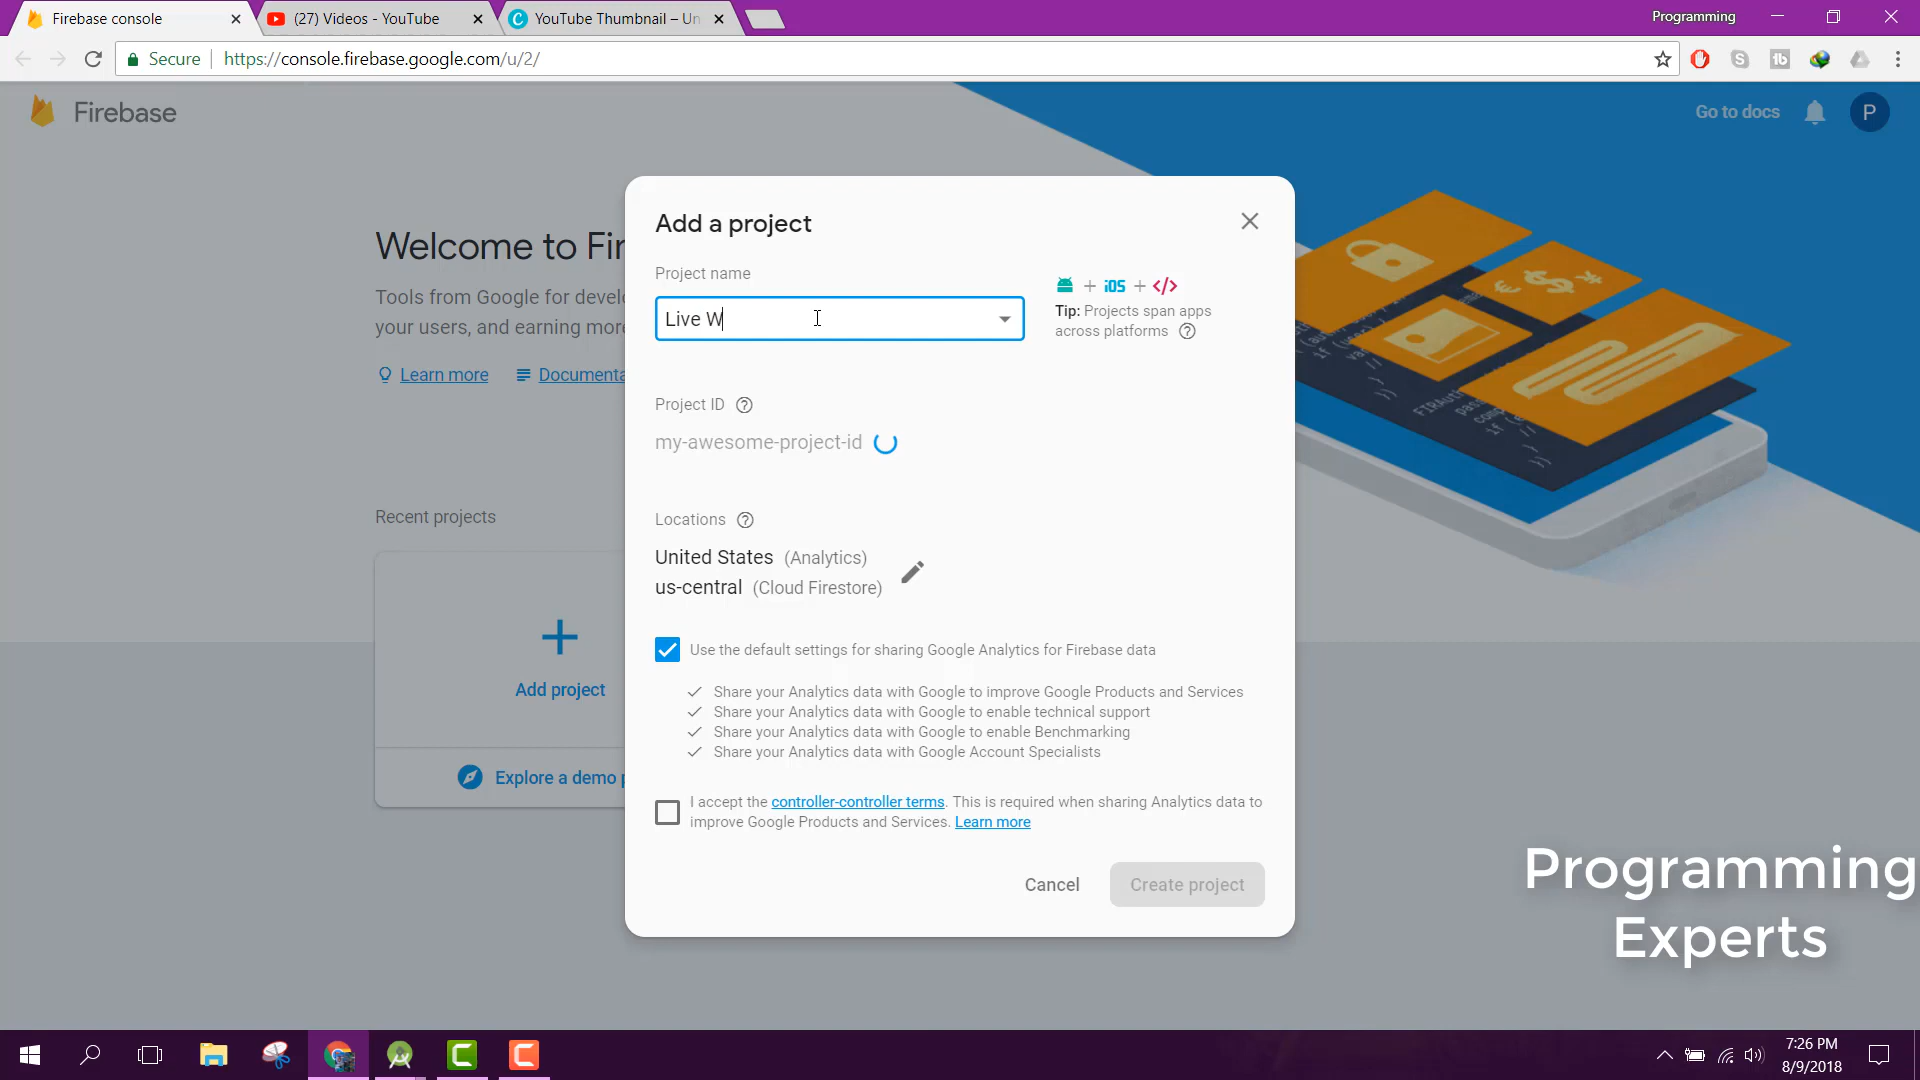 Firebase console
(27) Videos - YouTube
YouTube Thumbnail – Un
Programming
Secure
https://console.firebase.google.com/u/2/
Firebase
Go to docs
P
Welcome to Fir
Tools from Google for devel
your users, and earning more
Learn more
Documenta
Recent projects
Add project
Explore a demo p
Add a project
Project name
Live W
+ iOS + </>
Tip: Projects span apps
across platforms
Project ID
my-awesome-project-id
Locations
United States (Analytics)
us-central (Cloud Firestore)
Use the default settings for sharing Google Analytics for Firebase data
Share your Analytics data with Google to improve Google Products and Services
Share your Analytics data with Google to enable technical support
Share your Analytics data with Google to enable Benchmarking
Share your Analytics data with Google Account Specialists
I accept the controller-controller terms. This is required when sharing Analytics data to
improve Google Products and Services. Learn more
Cancel
Create project
Programming
Experts
7:26 PM
8/9/2018